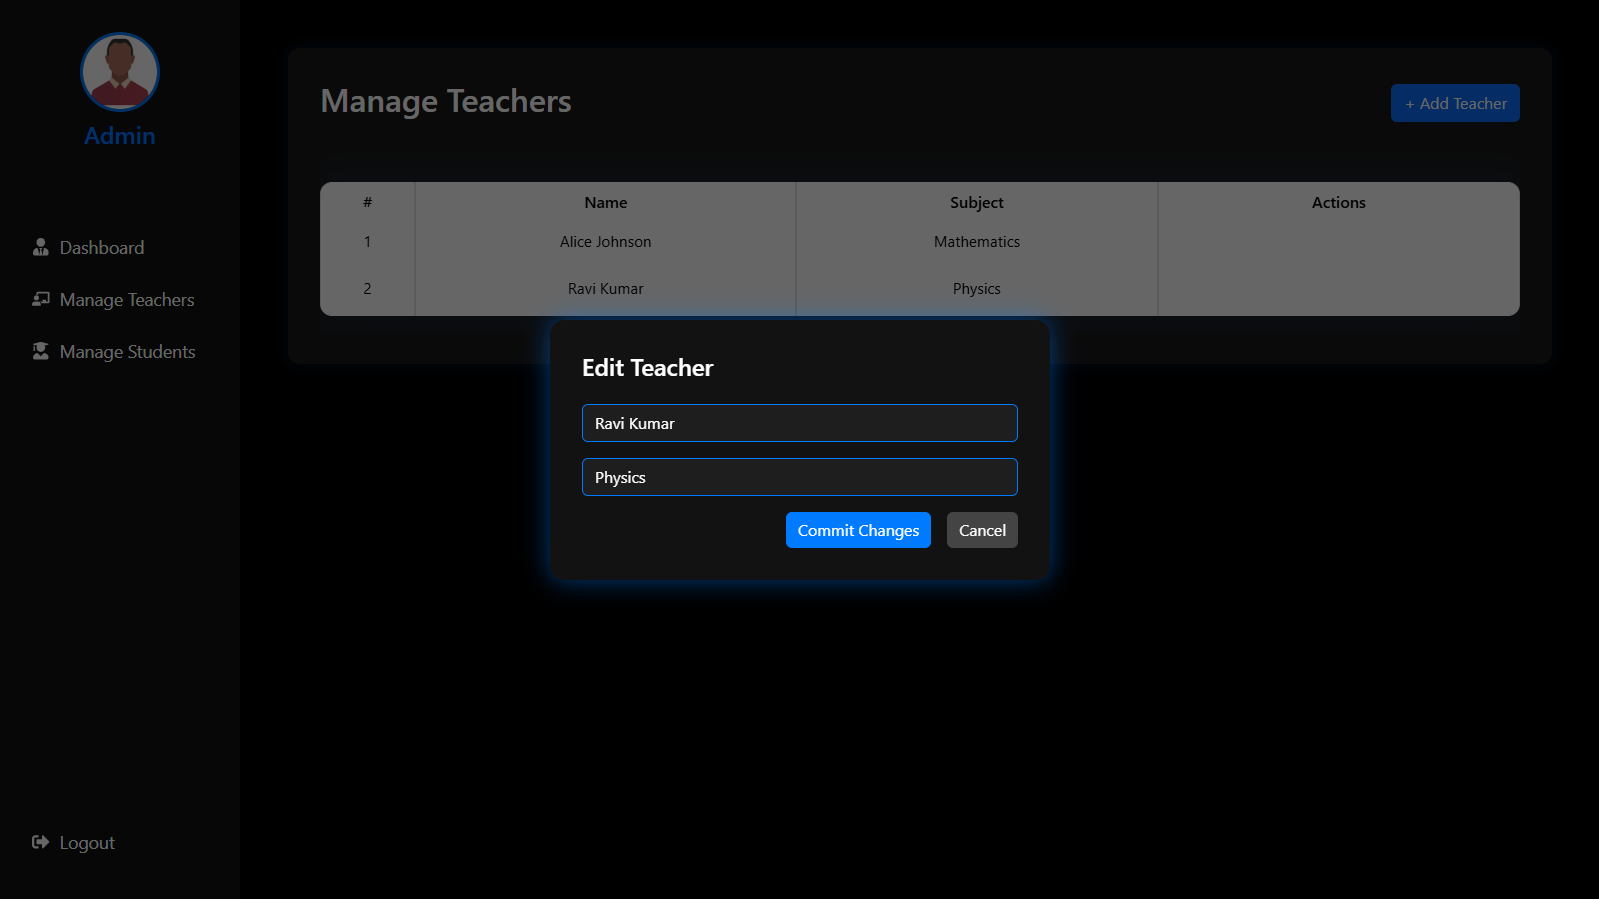 Admin
Dashboard
Manage Teachers
Manage Students
Logout
Manage Teachers
+ Add Teacher
# Name Subject Actions
1 Alice Johnson Mathematics
2 Ravi Kumar Physics
Edit Teacher
Ravi Kumar
Physics
Commit Changes Cancel